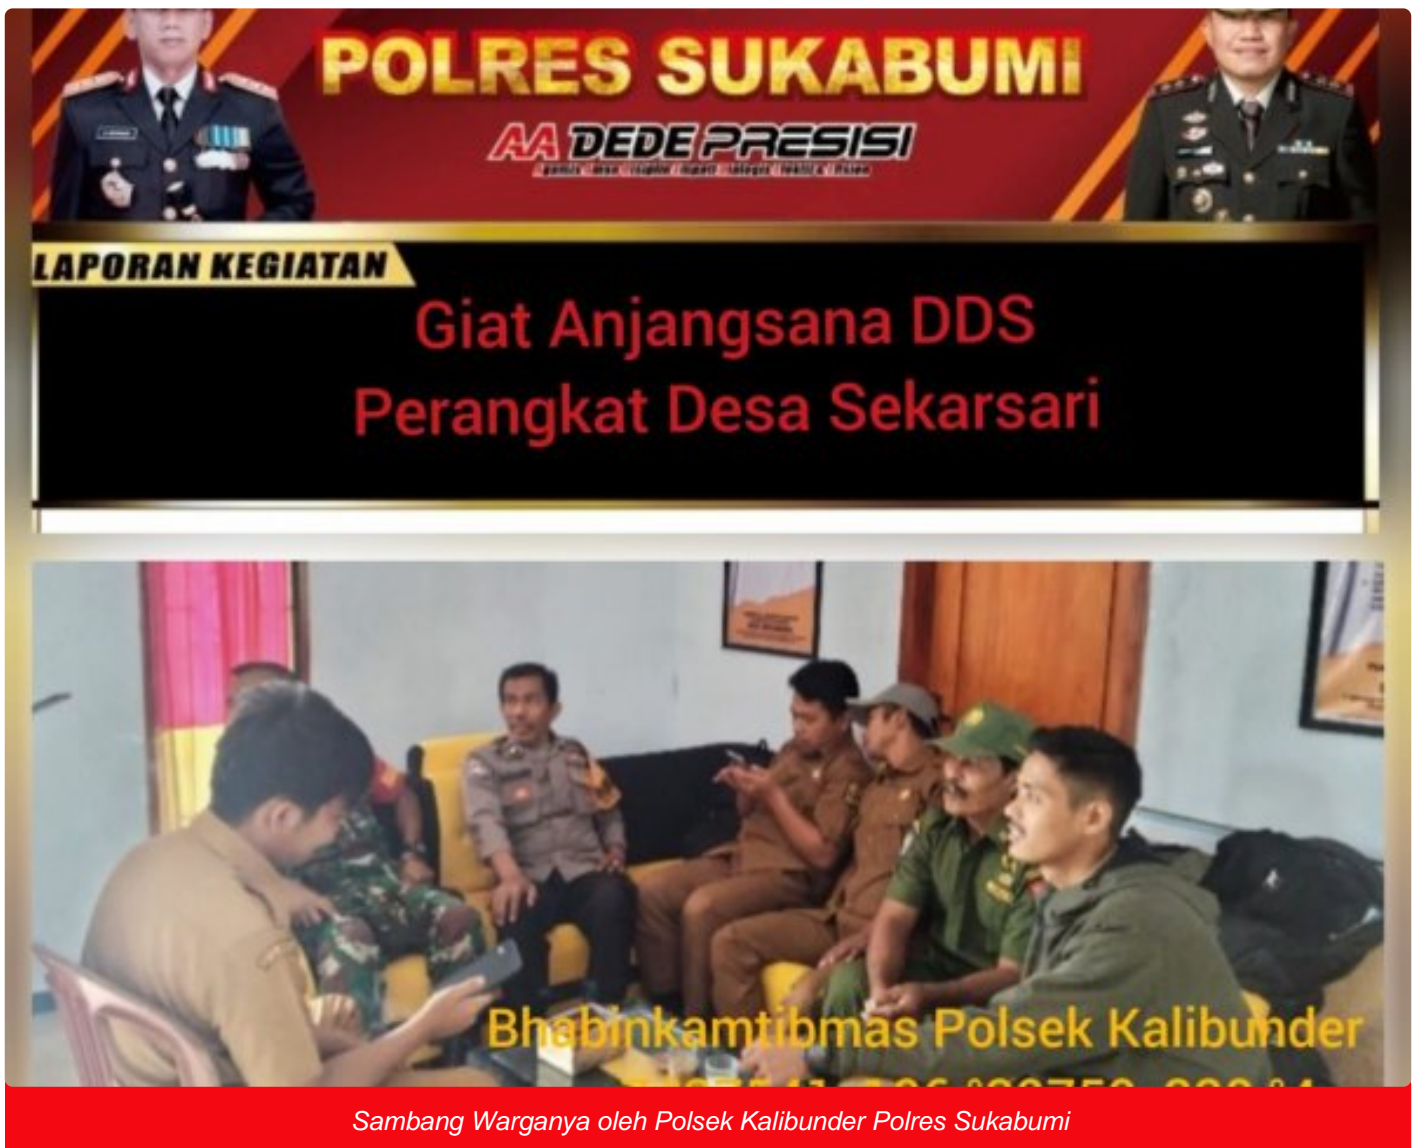 POLRES SUKABUMI
AA DEDE PRESISI
LAPORAN KEGIATAN
Giat Anjangsana DDS
Perangkat Desa Sekarsari
Bhabinkamtibmas Polsek Kalibunder
Sambang Warganya oleh Polsek Kalibunder Polres Sukabumi